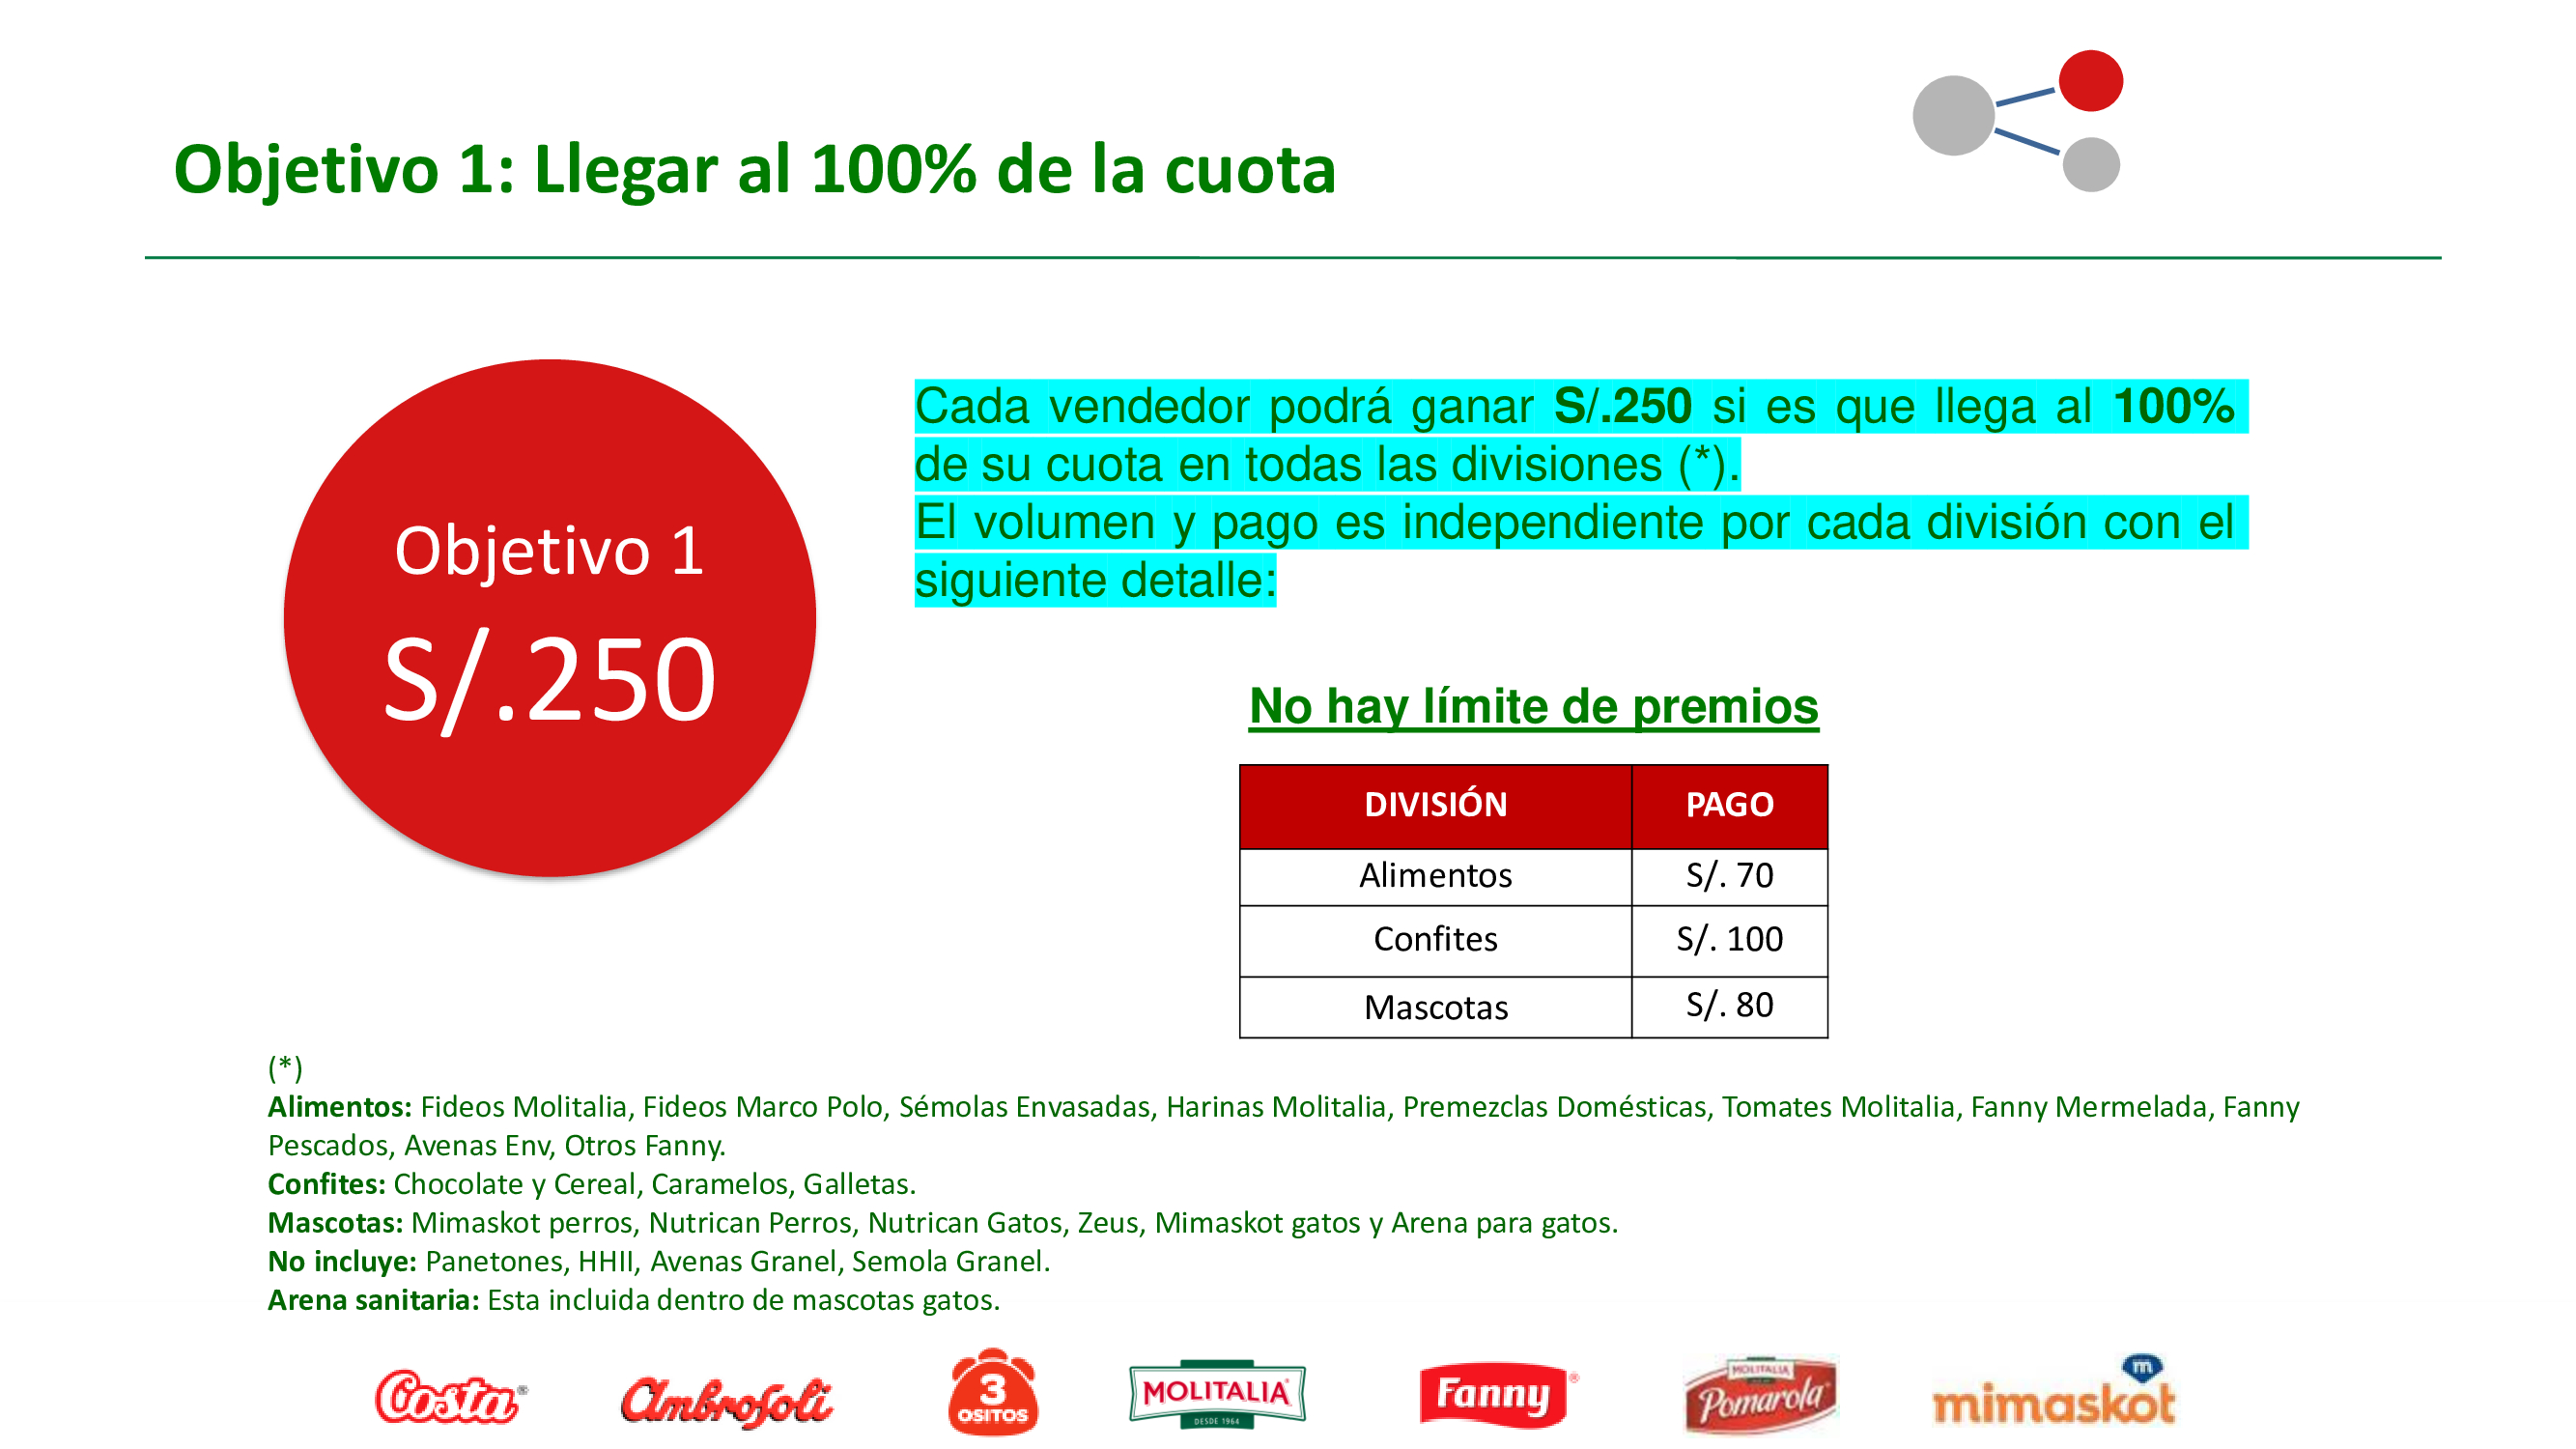 Objetivo 1: Llegar al 100% de la cuota
Objetivo 1
S/.250
Cada vendedor podrá ganar S/.250 si es que llega al 100%
de su cuota en todas las divisiones (*).
El volumen y pago es independiente por cada división con el
siguiente detalle:
No hay límite de premios
DIVISIÓN PAGO
Alimentos S/. 70
Confites S/. 100
Mascotas S/. 80
(*)
Alimentos: Fideos Molitalia, Fideos Marco Polo, Sémolas Envasadas, Harinas Molitalia, Premezclas Domésticas, Tomates Molitalia, Fanny Mermelada, Fanny
Pescados, Avenas Env, Otros Fanny.
Confites: Chocolate y Cereal, Caramelos, Galletas.
Mascotas: Mimaskot perros, Nutrican Perros, Nutrican Gatos, Zeus, Mimaskot gatos y Arena para gatos.
No incluye: Panetones, HHII, Avenas Granel, Semola Granel.
Arena sanitaria: Esta incluida dentro de mascotas gatos.
Costa®
Ambrosoli
3
OSITOS
MOLITALIA
DESDE 1964
Fanny®
MOLITALIA
Pomarola
m
mimaskot